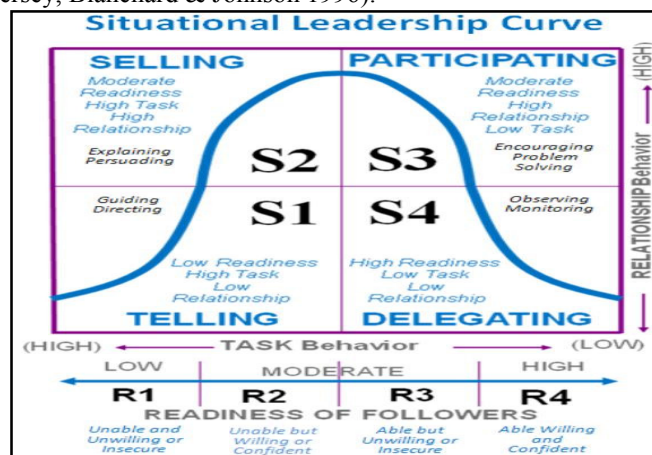 ersey, Blanchard & Johnson 1996).
Situational Leadership Curve
SELLING
Moderate
Readiness
High Task
High
Relationship
Explaining
Persuading
S2
PARTICIPATING
Moderate
Readiness
High
Relationship
Low Task
Encouraging
Problem
Solving
S3
Guiding
Directing
S1
Low Readiness
High Task
Low
Relationship
TELLING
S4
Observing
Monitoring
High Readiness
Low Task
Low
Relationship
DELEGATING
(HIGH)
RELATIONSHIP Behavior
(HIGH) TASK Behavior (LOW)
LOW MODERATE HIGH
R1 R2 R3 R4
READINESS OF FOLLOWERS
Unable and
Unwilling or
Insecure
Unable but
Willing or
Confident
Able but
Unwilling or
Insecure
Able Willing
and
Confident